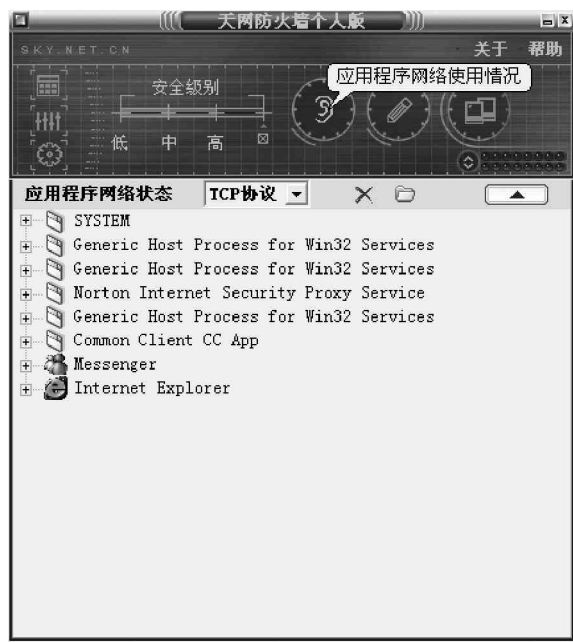 天网防火墙个人版
SKY.NET.CN
关于 帮助
安全级别
应用程序网络使用情况
低 中 高
应用程序网络状态 TCP协议
SYSTEM
Generic Host Process for Win32 Services
Generic Host Process for Win32 Services
Norton Internet Security Proxy Service
Generic Host Process for Win32 Services
Common Client CC App
Messenger
Internet Explorer